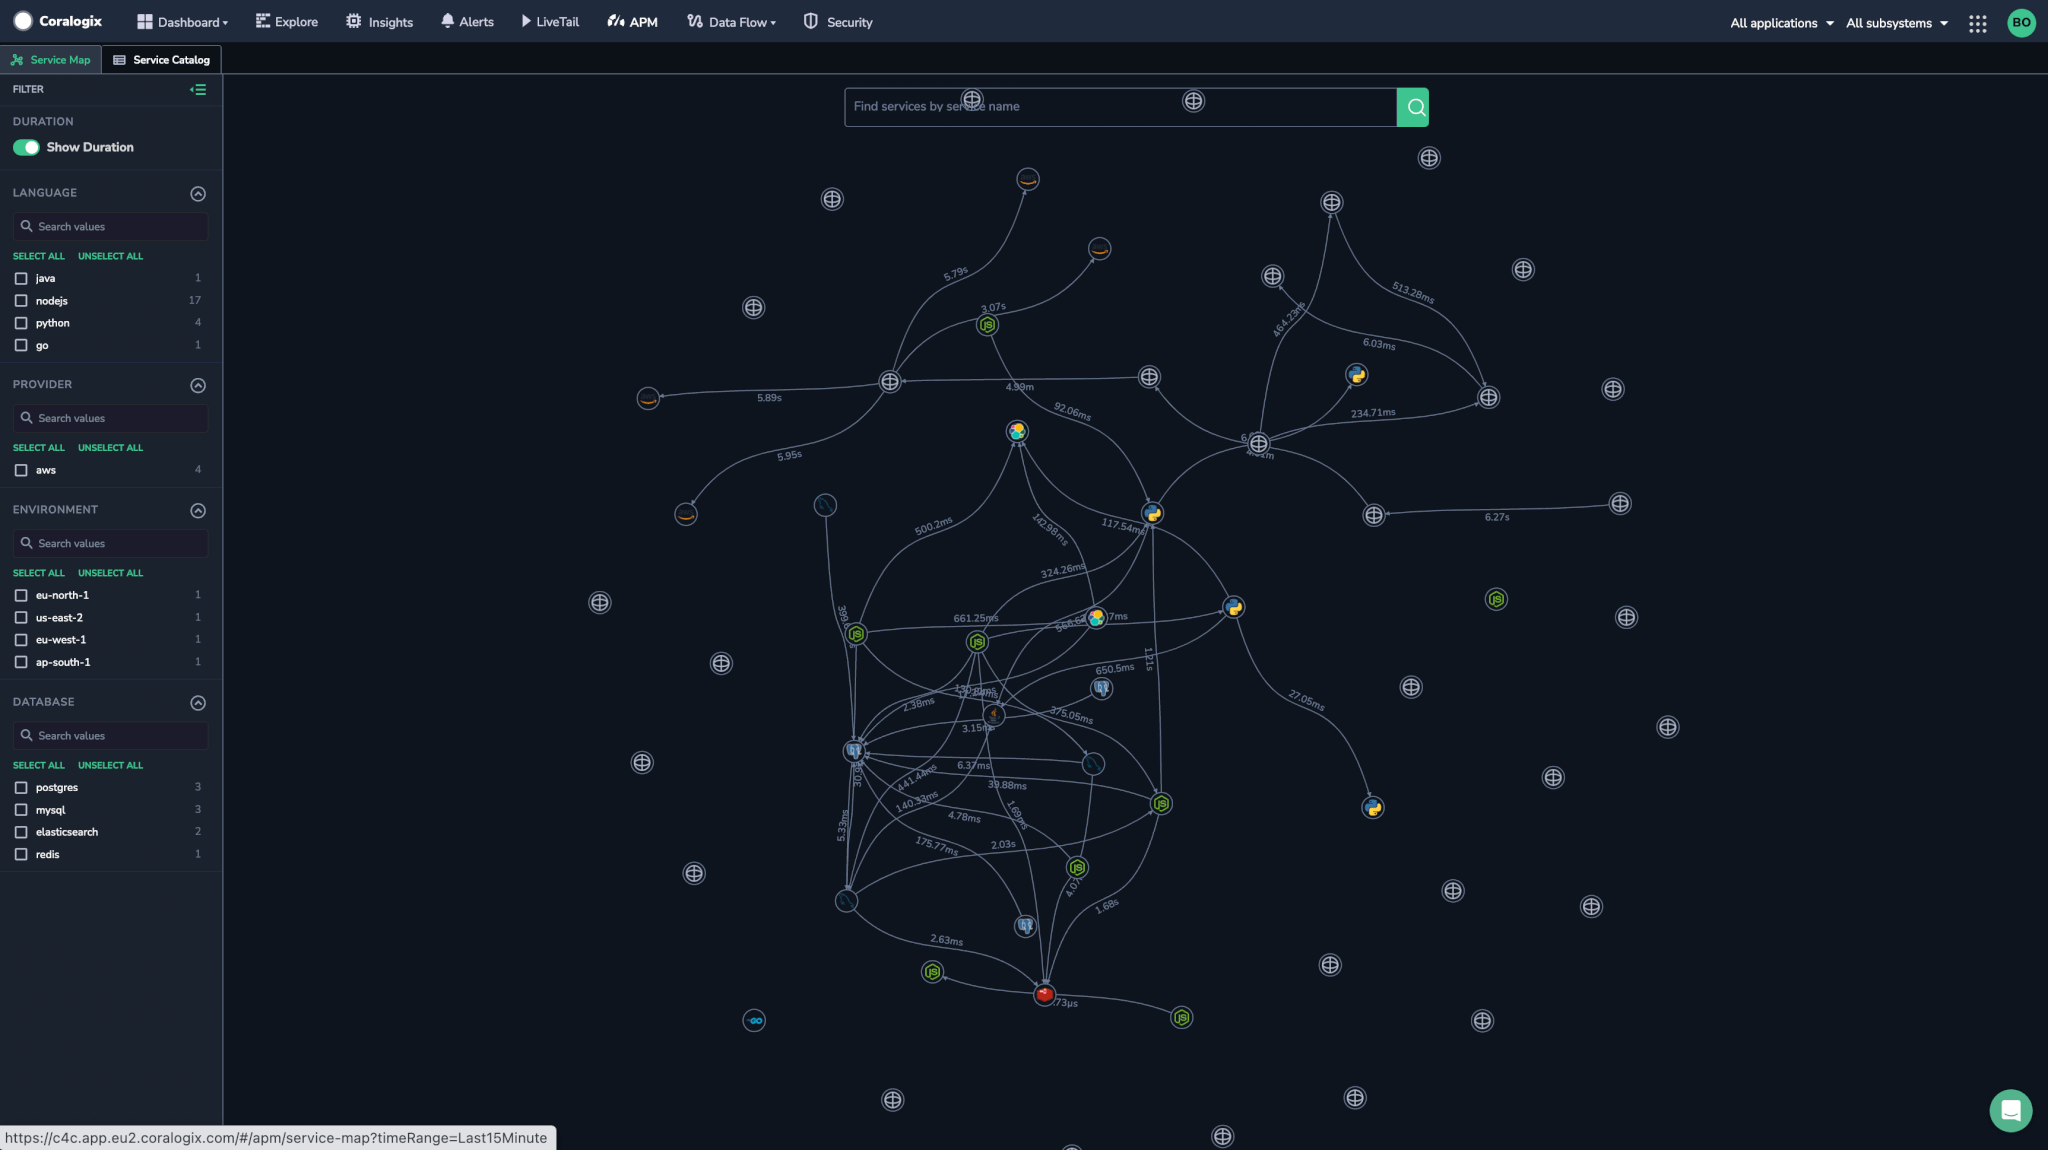 Coralogix
Dashboard
Explore
Insights
Alerts
LiveTail
APM
Data Flow
Security
All applications
All subsystems
BO
Service Map
Service Catalog
FILTER
DURATION
Show Duration
LANGUAGE
Search values
SELECT ALL UNSELECT ALL
java 1
nodejs 17
python 4
go 1
PROVIDER
Search values
SELECT ALL UNSELECT ALL
aws 4
ENVIRONMENT
Search values
SELECT ALL UNSELECT ALL
eu-north-1 1
us-east-2 1
eu-west-1 1
ap-south-1 1
DATABASE
Search values
SELECT ALL UNSELECT ALL
postgres 3
mysql 3
elasticsearch 2
redis 1
Find services by service name
5.79s
3.07s
513.28ms
464.23ms
6.03ms
4.99m
5.89s
92.06ms
234.71ms
5.95s
500.2ms
142.98ms
117.54ms
6.27s
324.26ms
661.25ms
1.21s
650.5ms
2.38ms
375.05ms
27.05ms
3.15ms
6.37ms
441.44ms
39.88ms
140.33ms
1.69ms
4.78ms
5.33ms
175.77ms
2.03s
1.68s
2.63ms
.73µs
GO
https://c4c.app.eu2.coralogix.com/#/apm/service-map?timeRange=Last15Minute